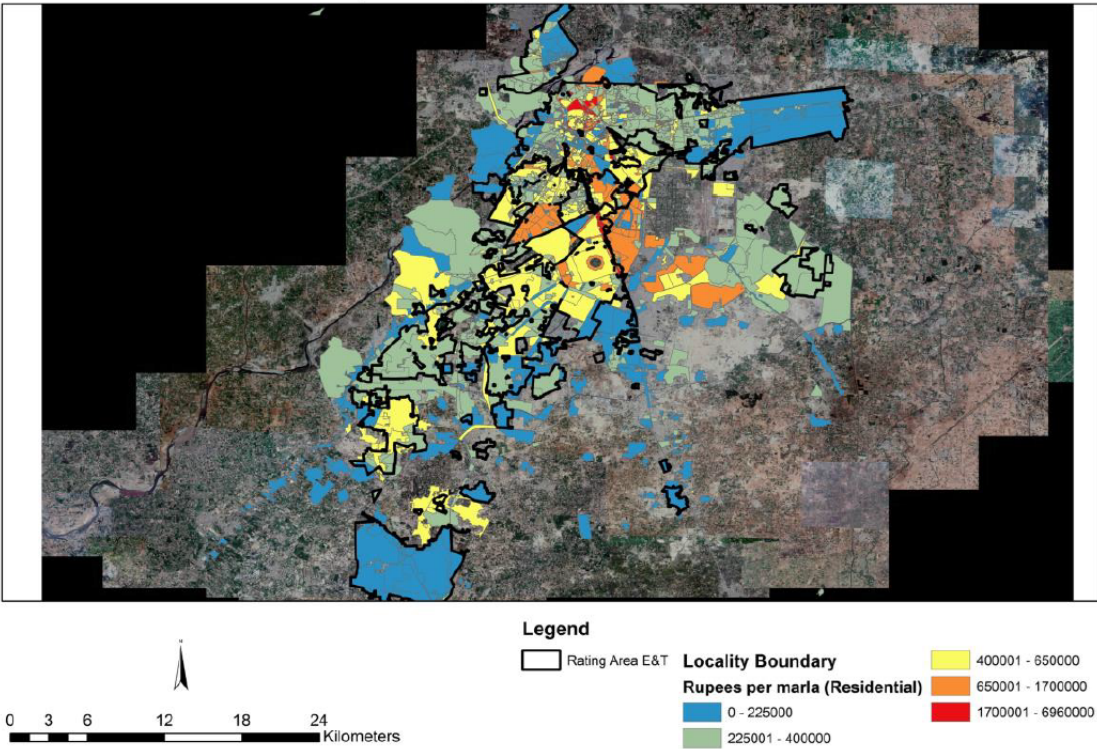 Legend
Rating Area E&T
Locality Boundary
Rupees per marla (Residential)
0 - 225000
225001 - 400000
400001 - 650000
650001 - 1700000
1700001 - 6960000
N
0 3 6 12 18 24
Kilometers